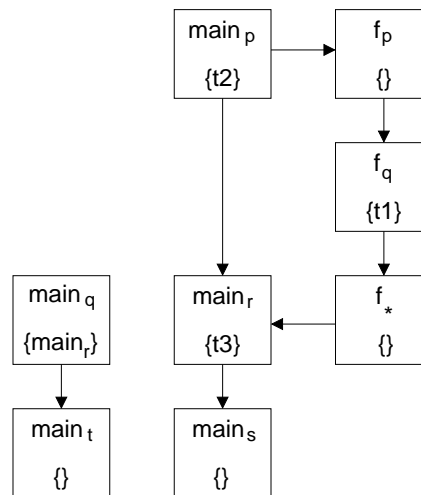 main_p
{t2}
f_p
{}
f_q
{t1}
main_q
{main_r}
main_r
{t3}
f_*
{}
main_t
{}
main_s
{}